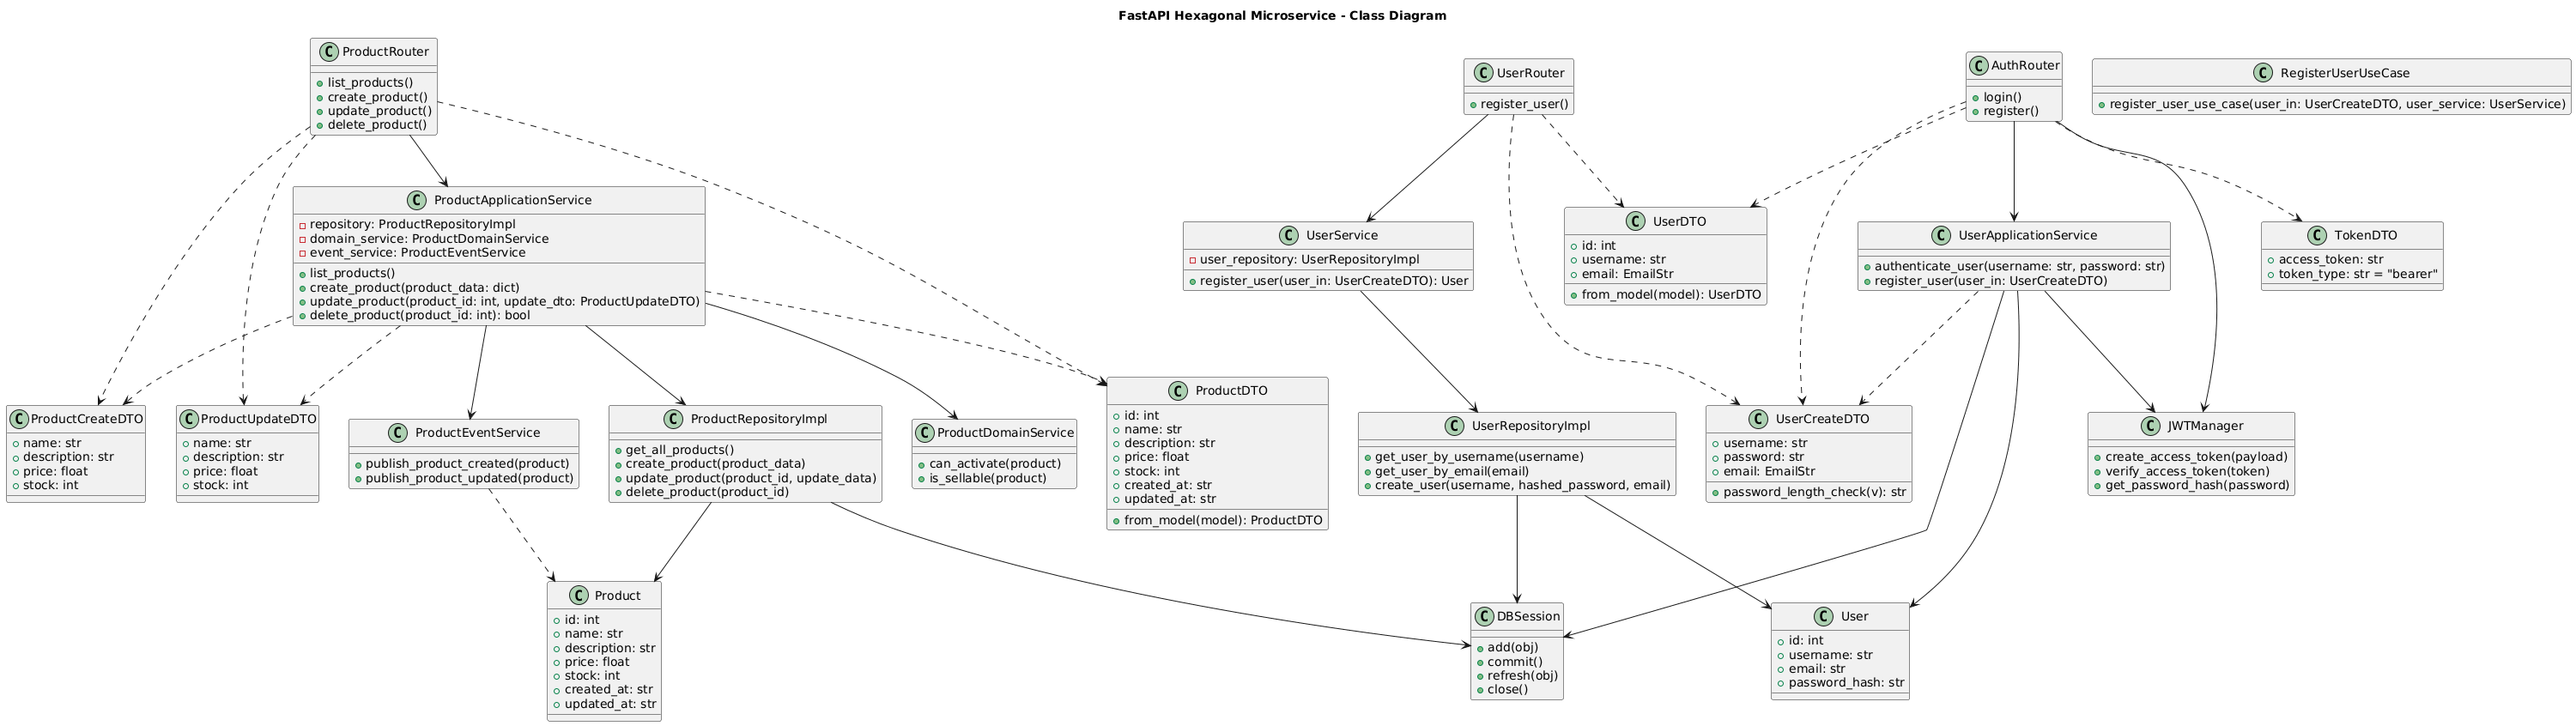 FastAPI Hexagonal Microservice - Class Diagram
C ProductRouter
list_products()
create_product()
update_product()
delete_product()
C UserRouter
register_user()
C AuthRouter
login()
register()
C RegisterUserUseCase
register_user_use_case(user_in: UserCreateDTO, user_service: UserService)
C ProductApplicationService
repository: ProductRepositoryImpl
domain_service: ProductDomainService
event_service: ProductEventService
list_products()
create_product(product_data: dict)
update_product(product_id: int, update_dto: ProductUpdateDTO)
delete_product(product_id: int): bool
C UserService
user_repository: UserRepositoryImpl
register_user(user_in: UserCreateDTO): User
C UserDTO
id: int
username: str
email: EmailStr
from_model(model): UserDTO
C UserApplicationService
authenticate_user(username: str, password: str)
register_user(user_in: UserCreateDTO)
C TokenDTO
access_token: str
token_type: str = "bearer"
C ProductCreateDTO
name: str
description: str
price: float
stock: int
C ProductUpdateDTO
name: str
description: str
price: float
stock: int
C ProductEventService
publish_product_created(product)
publish_product_updated(product)
C ProductRepositoryImpl
get_all_products()
create_product(product_data)
update_product(product_id, update_data)
delete_product(product_id)
C ProductDomainService
can_activate(product)
is_sellable(product)
C ProductDTO
id: int
name: str
description: str
price: float
stock: int
created_at: str
updated_at: str
from_model(model): ProductDTO
C UserRepositoryImpl
get_user_by_username(username)
get_user_by_email(email)
create_user(username, hashed_password, email)
C UserCreateDTO
username: str
password: str
email: EmailStr
password_length_check(v): str
C JWTManager
create_access_token(payload)
verify_access_token(token)
get_password_hash(password)
C Product
id: int
name: str
description: str
price: float
stock: int
created_at: str
updated_at: str
C DBSession
add(obj)
commit()
refresh(obj)
close()
C User
id: int
username: str
email: str
password_hash: str